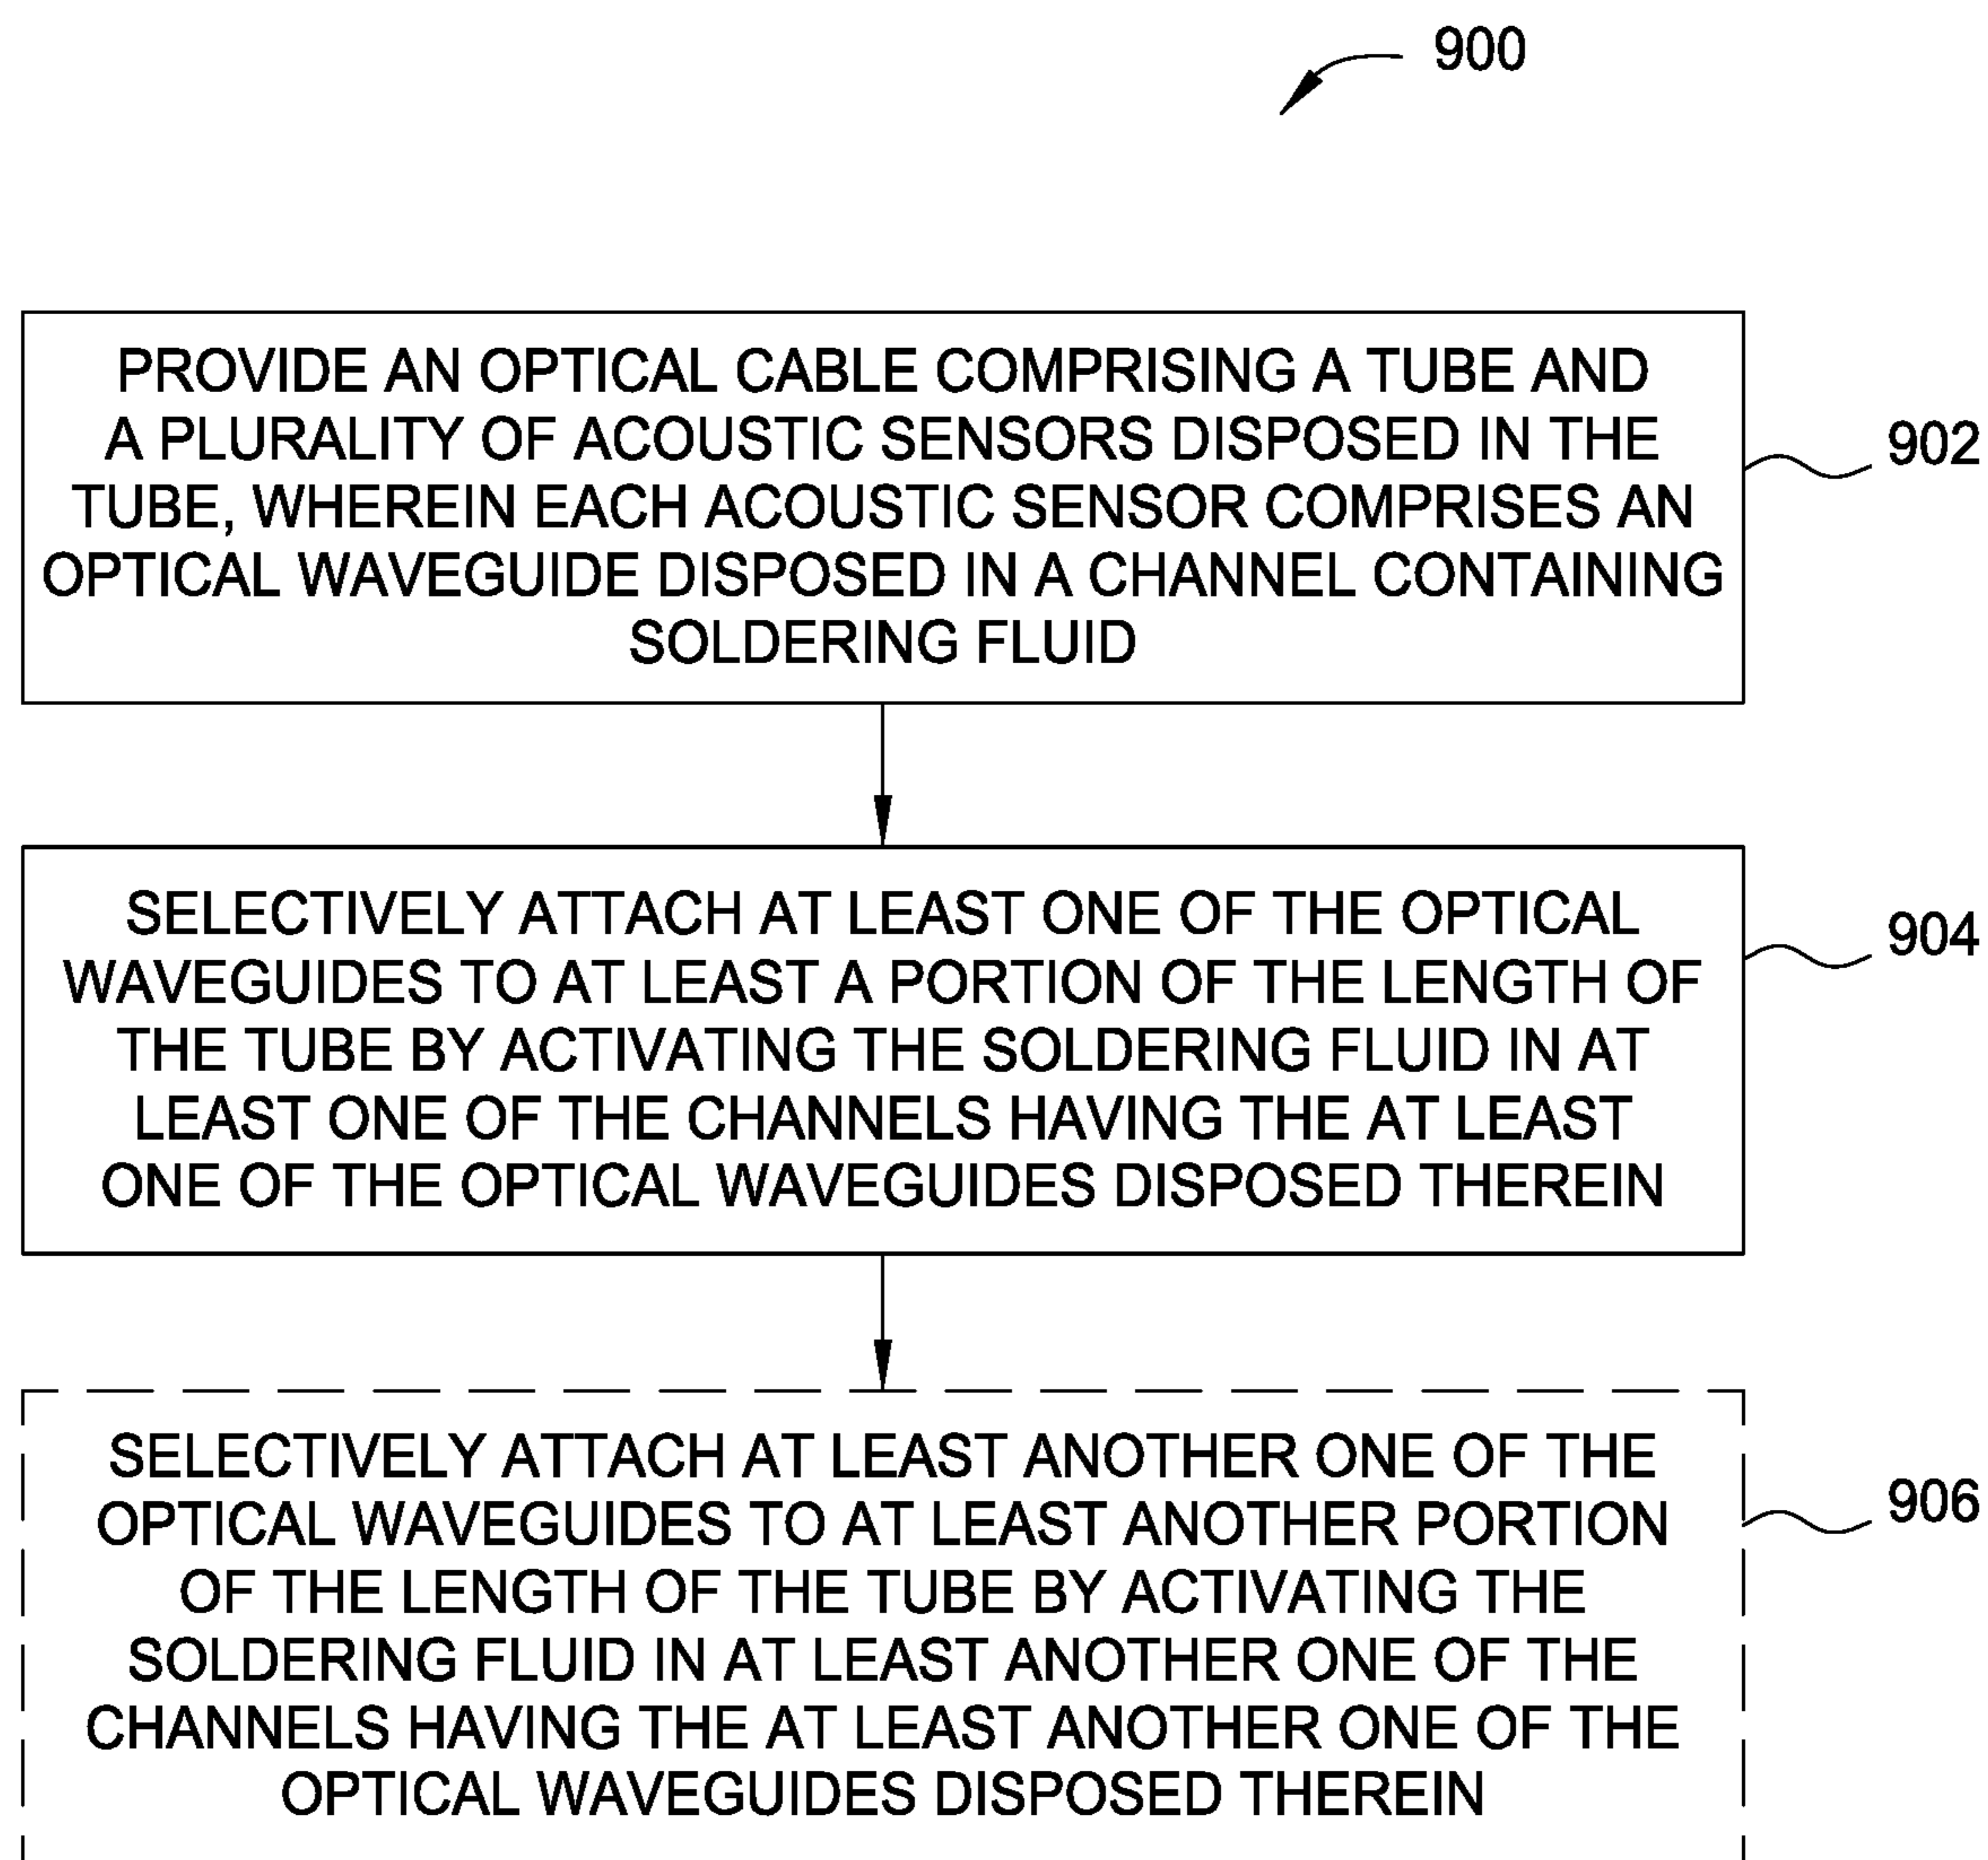 900
PROVIDE AN OPTICAL CABLE COMPRISING A TUBE AND
A PLURALITY OF ACOUSTIC SENSORS DISPOSED IN THE
TUBE, WHEREIN EACH ACOUSTIC SENSOR COMPRISES AN
OPTICAL WAVEGUIDE DISPOSED IN A CHANNEL CONTAINING
SOLDERING FLUID
902
SELECTIVELY ATTACH AT LEAST ONE OF THE OPTICAL
WAVEGUIDES TO AT LEAST A PORTION OF THE LENGTH OF
THE TUBE BY ACTIVATING THE SOLDERING FLUID IN AT
LEAST ONE OF THE CHANNELS HAVING THE AT LEAST
ONE OF THE OPTICAL WAVEGUIDES DISPOSED THEREIN
904
SELECTIVELY ATTACH AT LEAST ANOTHER ONE OF THE
OPTICAL WAVEGUIDES TO AT LEAST ANOTHER PORTION
OF THE LENGTH OF THE TUBE BY ACTIVATING THE
SOLDERING FLUID IN AT LEAST ANOTHER ONE OF THE
CHANNELS HAVING THE AT LEAST ANOTHER ONE OF THE
OPTICAL WAVEGUIDES DISPOSED THEREIN
906